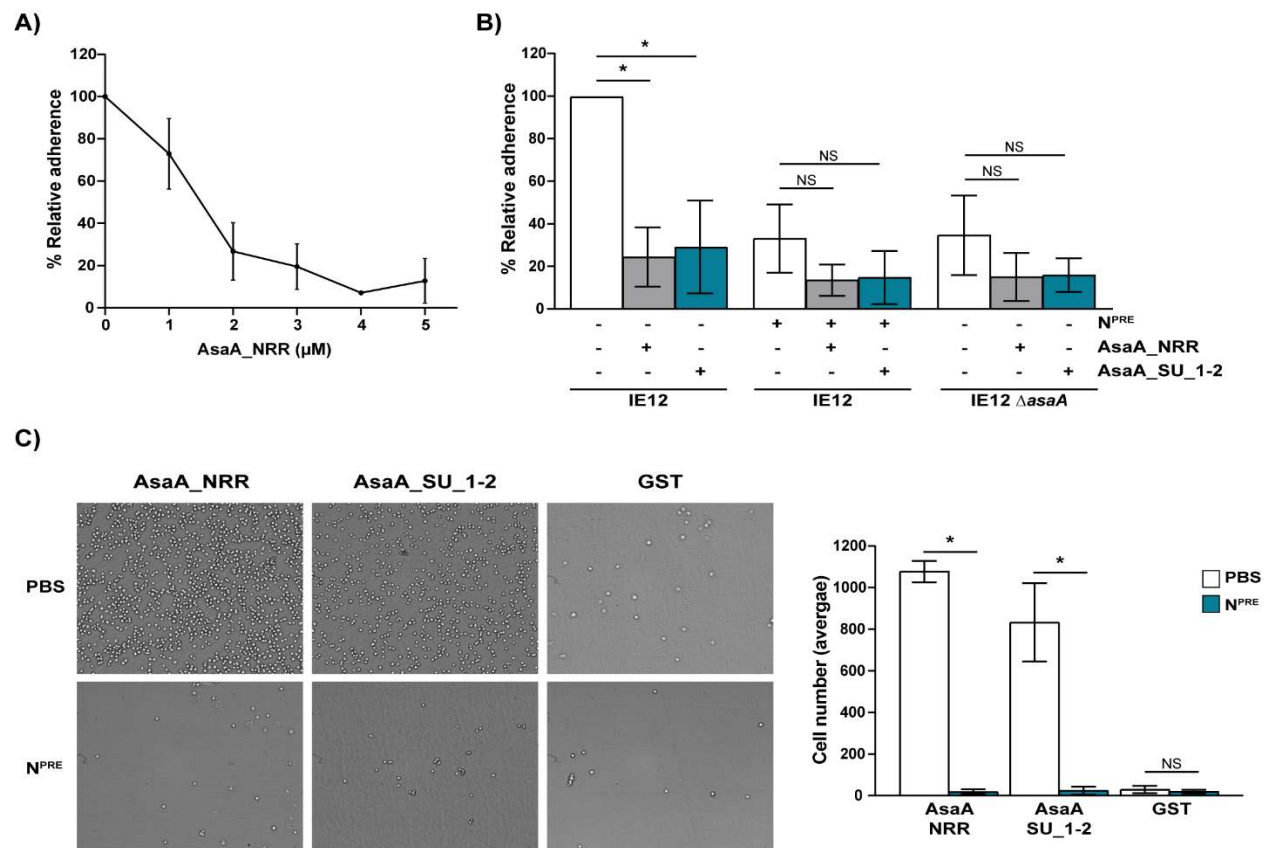 A)
% Relative adherence
120
100
80
60
40
20
0
0 1 2 3 4 5
AsaA_NRR (µM)
B)
% Relative adherence
120
100
80
60
40
20
0
*
*
NS
NS
NS
NS
- - - + + + - - - NPRE
- + - - + - - + - AsaA_NRR
- - + - - + - - + AsaA_SU_1-2
IE12 IE12 IE12 ΔasaA
C)
AsaA_NRR AsaA_SU_1-2 GST
PBS
NPRE
Cell number (avergae)
1200
1000
800
600
400
200
0
*
*
NS
PBS
NPRE
AsaA AsaA GST
NRR SU_1-2